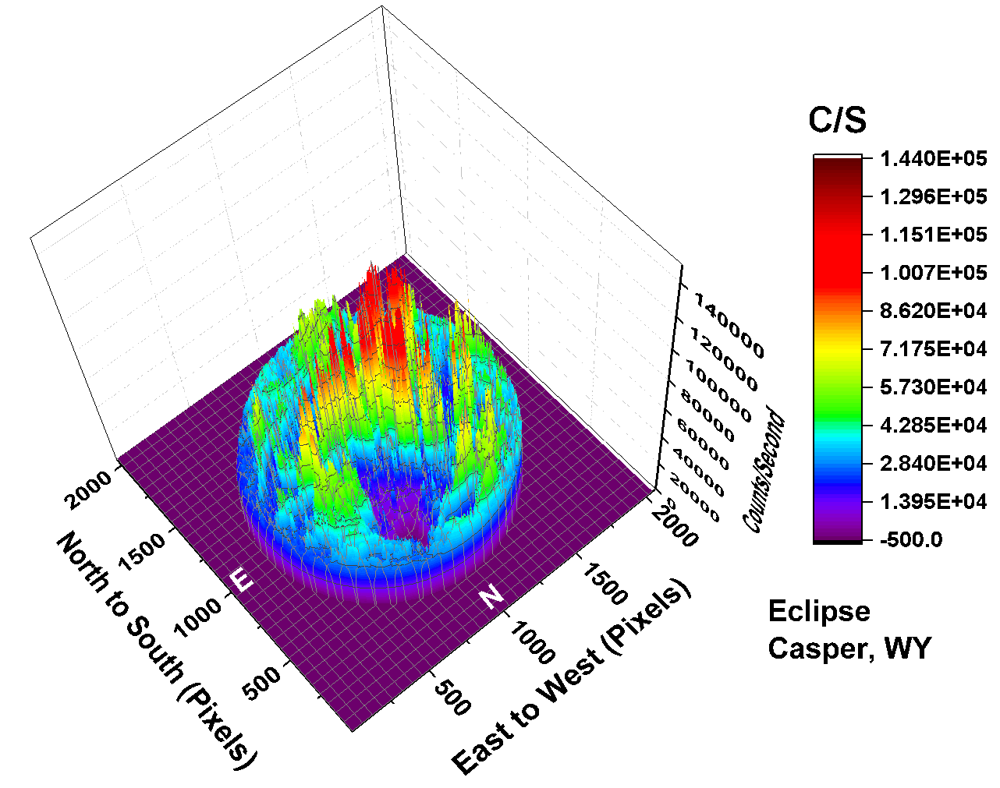 C/S
1.440E+05
1.296E+05
1.151E+05
1.007E+05
8.620E+04
7.175E+04
5.730E+04
4.285E+04
2.840E+04
1.395E+04
-500.0
140000
120000
100000
80000
60000
40000
20000
0
Counts/Second
2000
1500
1000
500
North to South (Pixels)
E
N
2000
1500
1000
500
East to West (Pixels)
Eclipse
Casper, WY